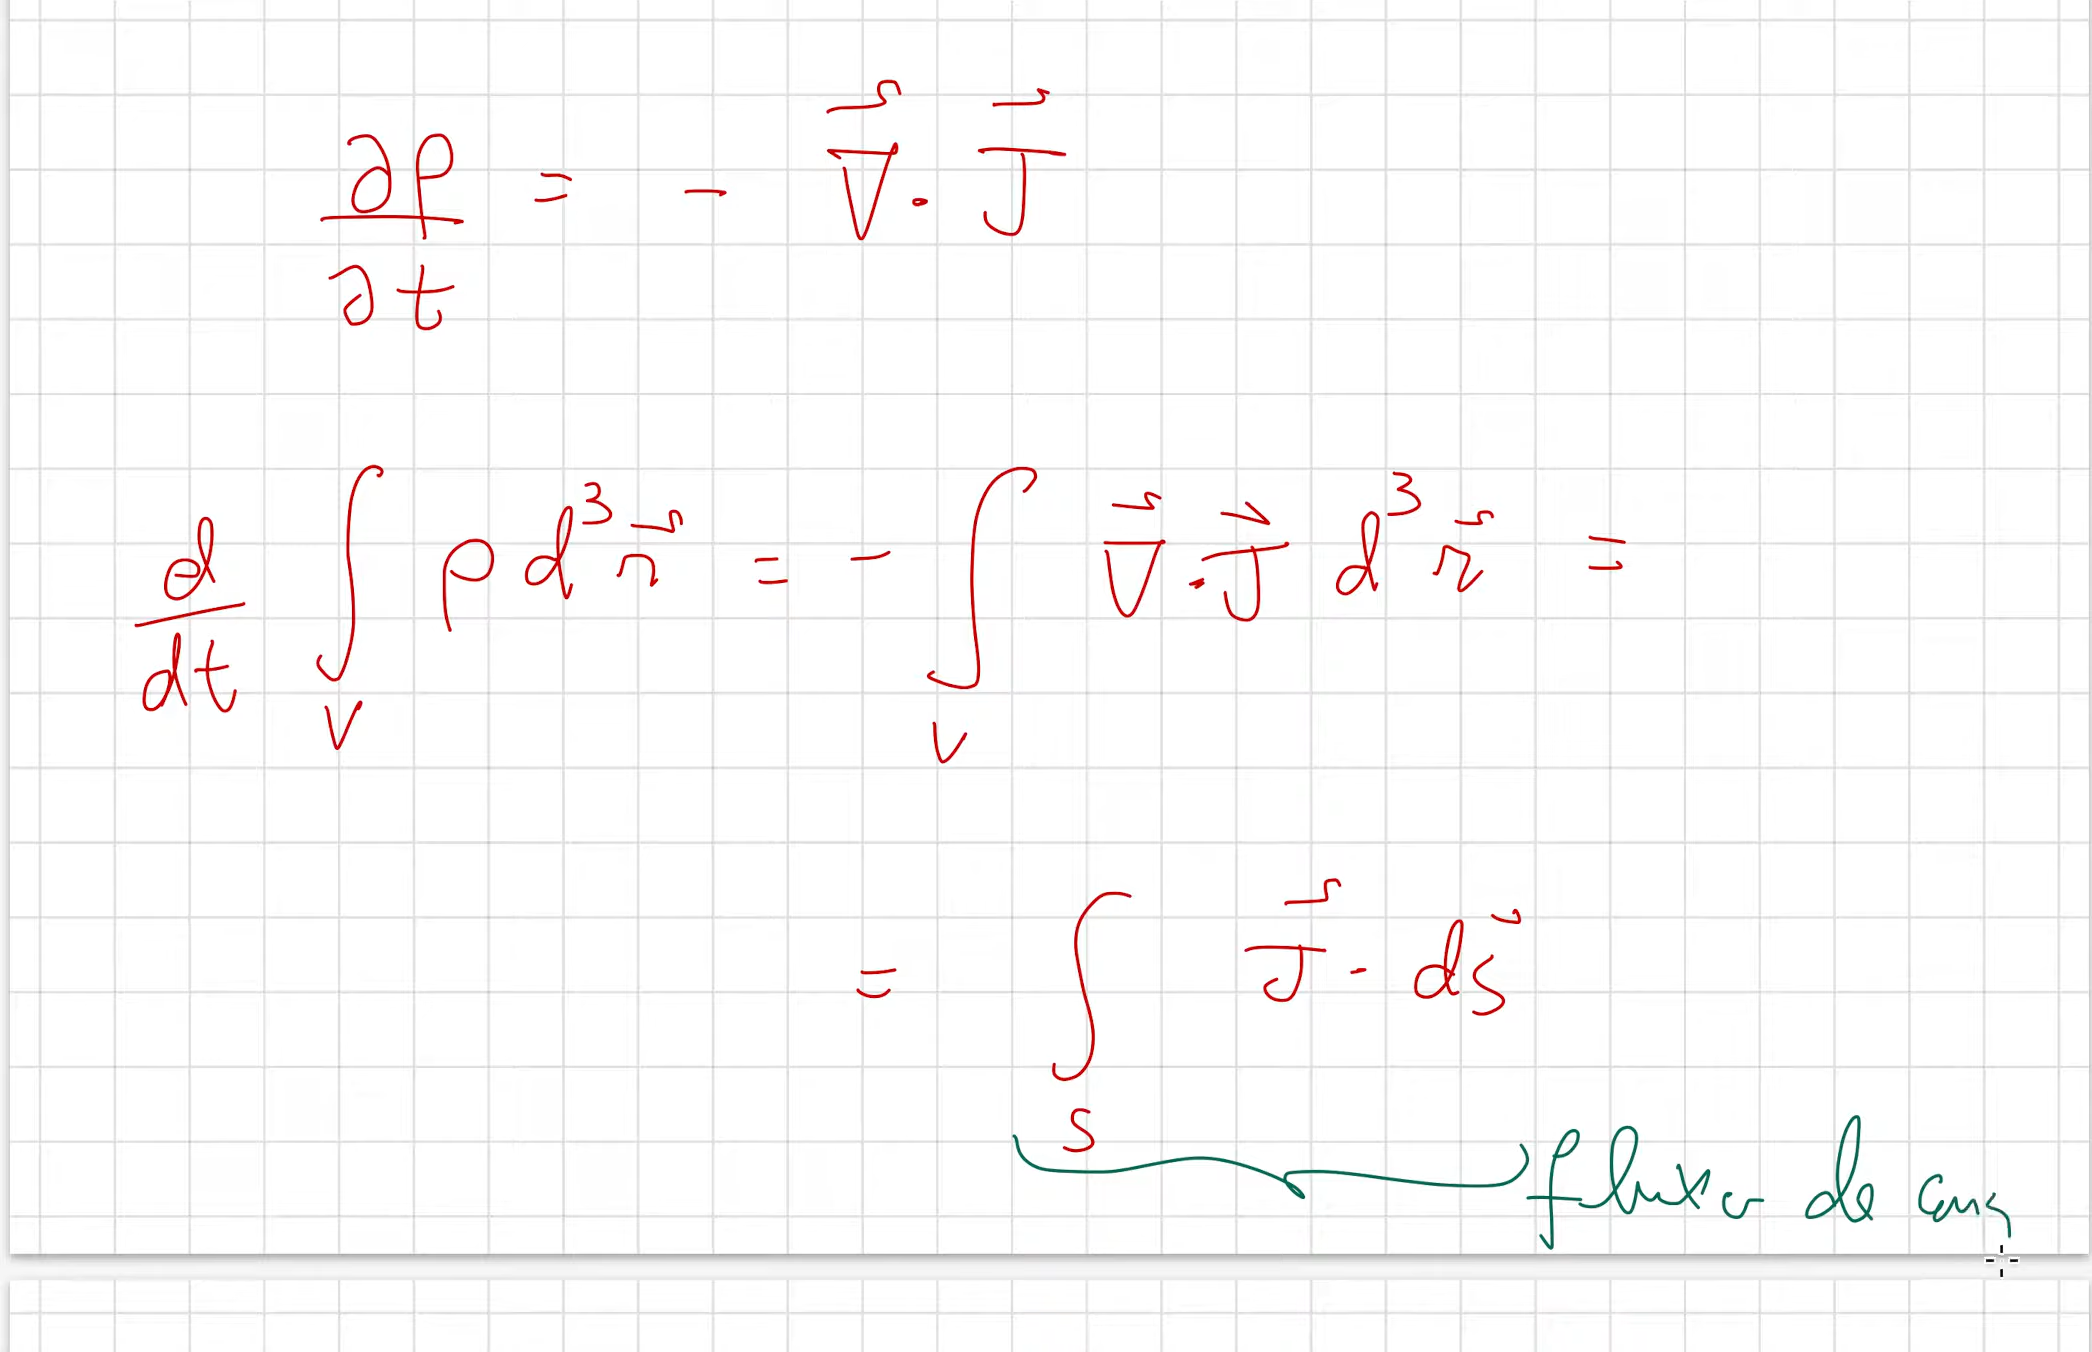 ∂ρ/∂t = - ∇⃗ · J⃗
d/dt ∫_V ρ d³r⃗ = - ∫_V ∇⃗ · J⃗ d³r⃗ =
= ∫_S J⃗ · ds⃗
fluxo de